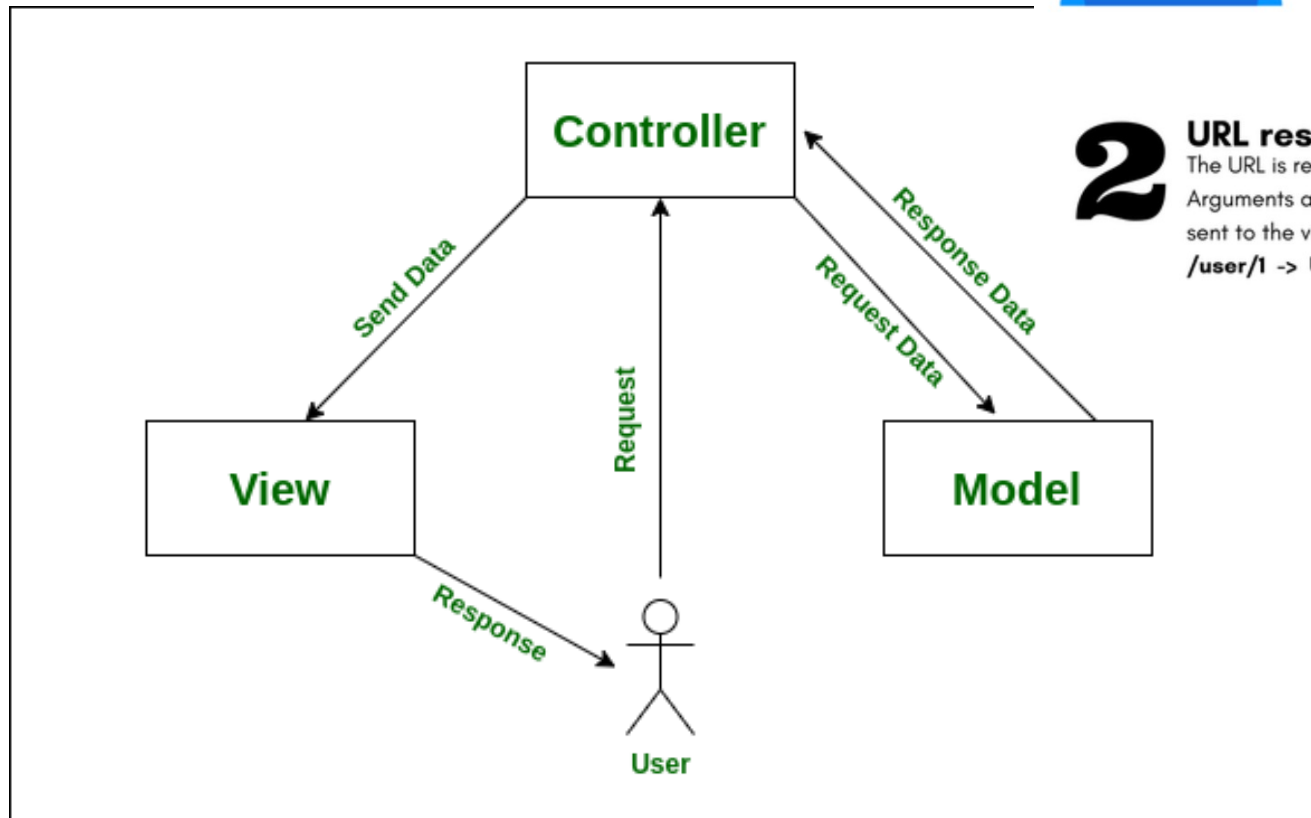 Controller
Send Data
Request
Request Data
Response Data
View
Model
Response
User
2
URL res
The URL is re
Arguments a
sent to the v
/user/1 ->